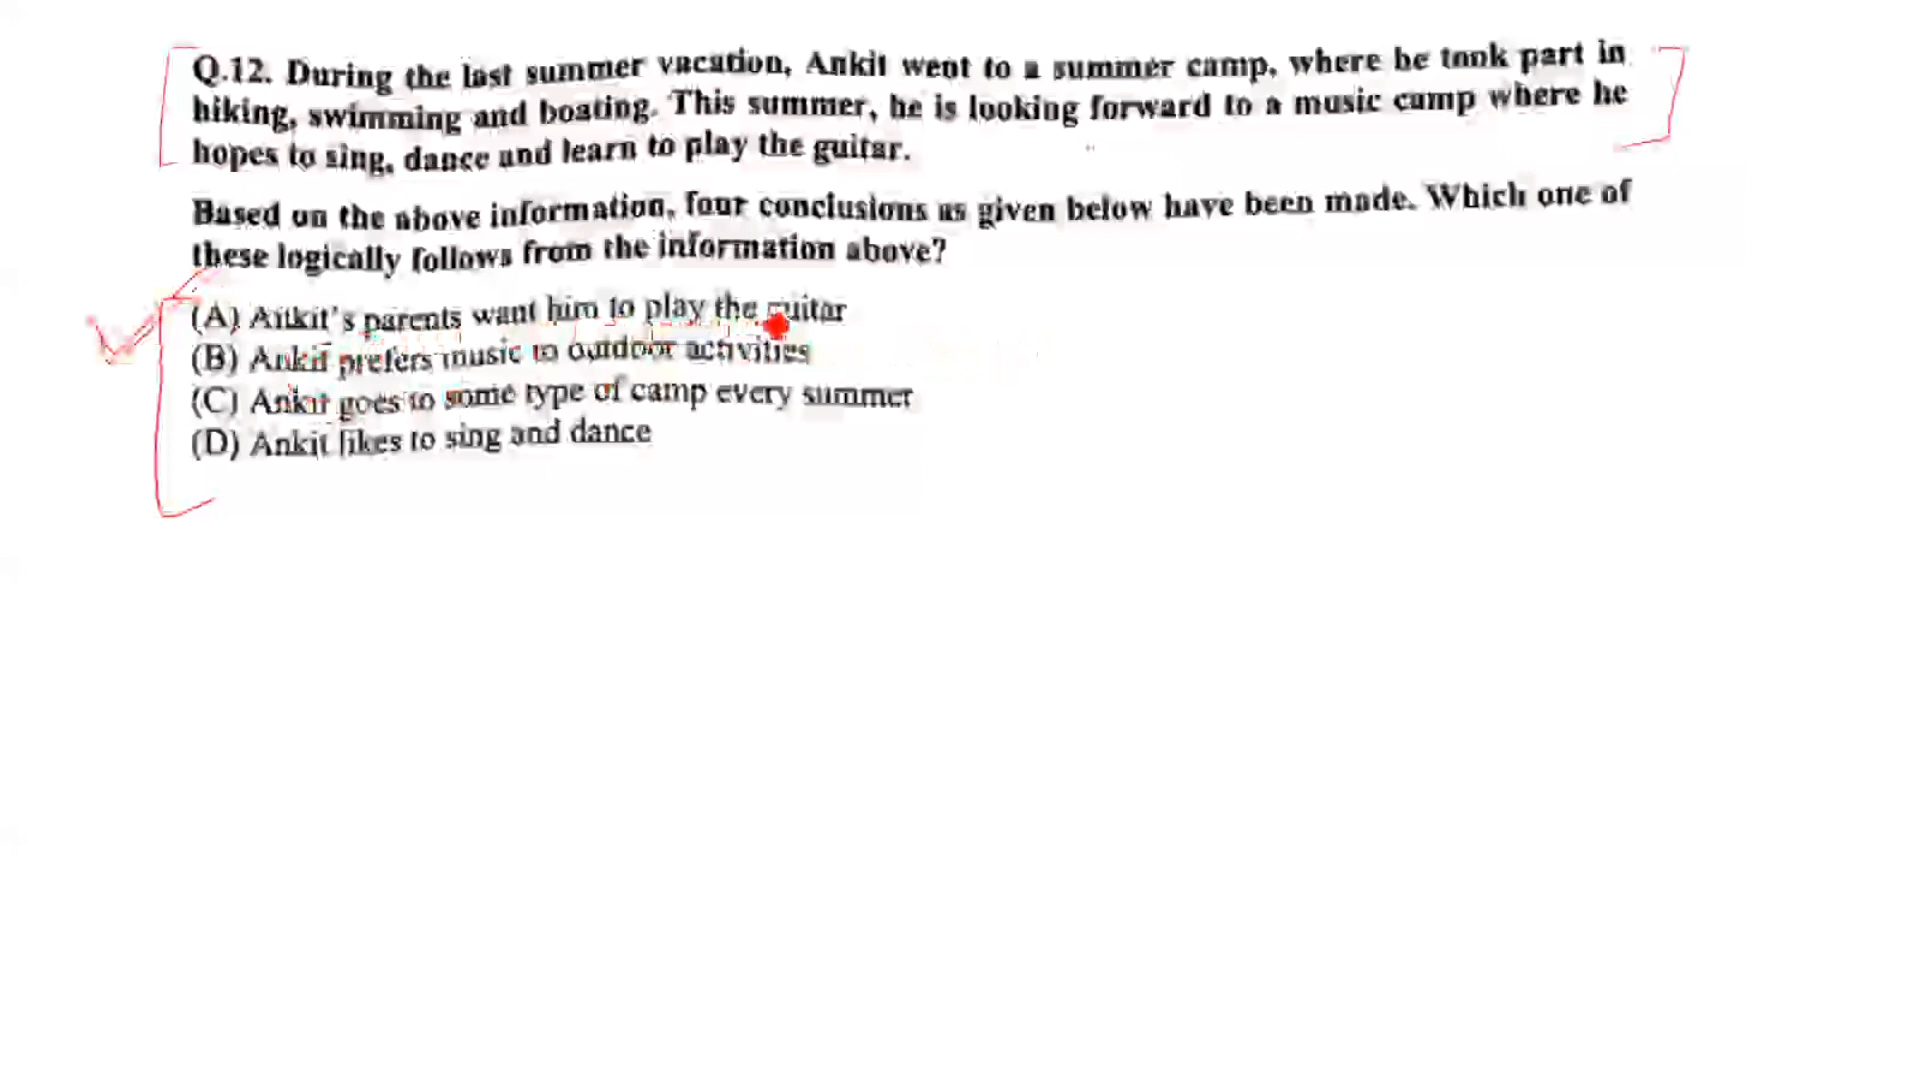 Q.12. During the last summer vacation, Ankit went to a summer camp, where he took part in
hiking, swimming and boating. This summer, he is looking forward to a music camp where he
hopes to sing, dance and learn to play the guitar.
Based on the above information, four conclusions as given below have been made. Which one of
these logically follows from the information above?
(A) Ankit's parents want him to play the guitar
(B) Ankit prefers music to outdoor activities
(C) Ankit goes to some type of camp every summer
(D) Ankit likes to sing and dance